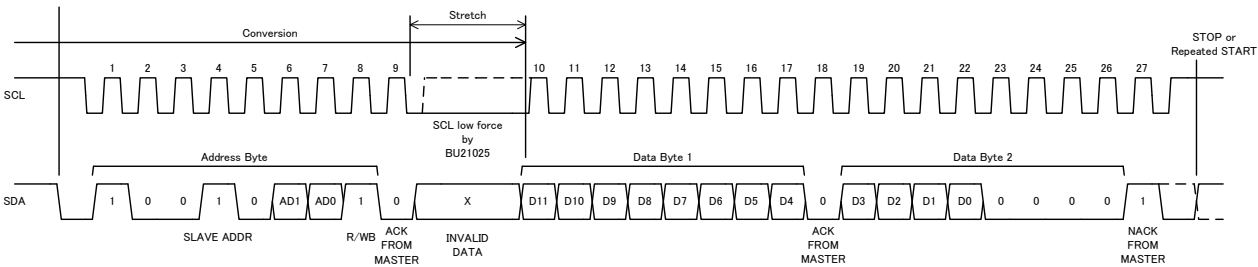 Stretch
Conversion
STOP or
Repeated START
1 2 3 4 5 6 7 8 9 10 11 12 13 14 15 16 17 18 19 20 21 22 23 24 25 26 27
SCL
SCL low force
by
BU21025
Address Byte Data Byte 1 Data Byte 2
SDA 1 0 0 1 0 AD1 AD0 1 0 X D11 D10 D9 D8 D7 D6 D5 D4 0 D3 D2 D1 D0 0 0 0 0 1
SLAVE ADDR R/WB
ACK
FROM
MASTER
INVALID
DATA
ACK
FROM
MASTER
NACK
FROM
MASTER